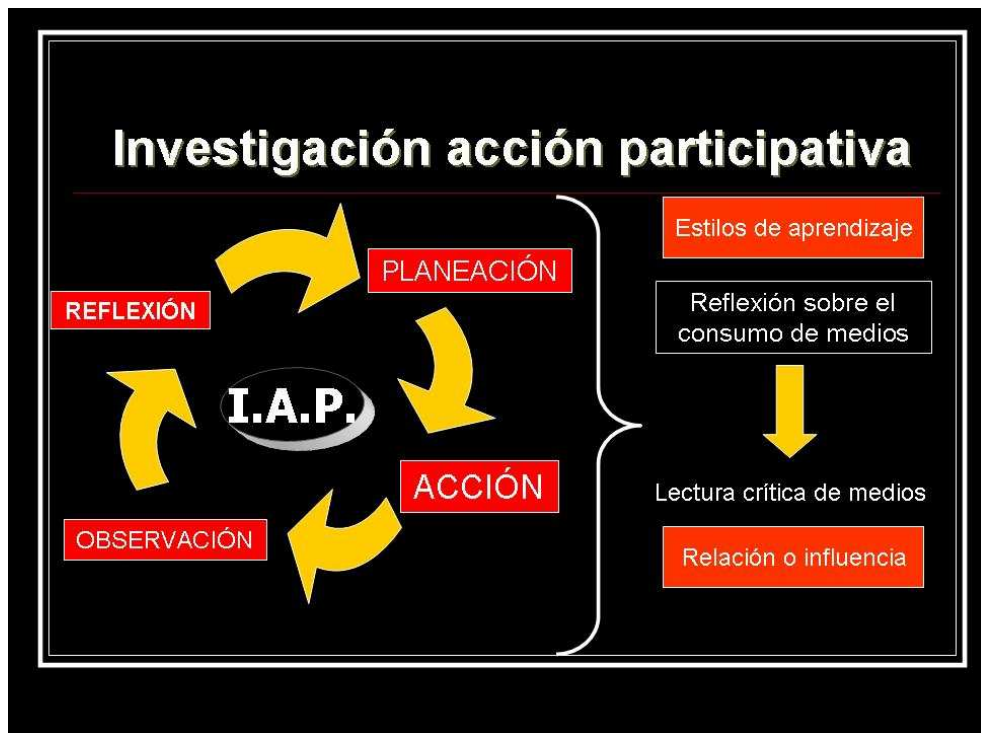 Investigación acción participativa
PLANEACIÓN
REFLEXIÓN
I.A.P.
ACCIÓN
OBSERVACIÓN
Estilos de aprendizaje
Reflexión sobre el
consumo de medios
Lectura crítica de medios
Relación o influencia